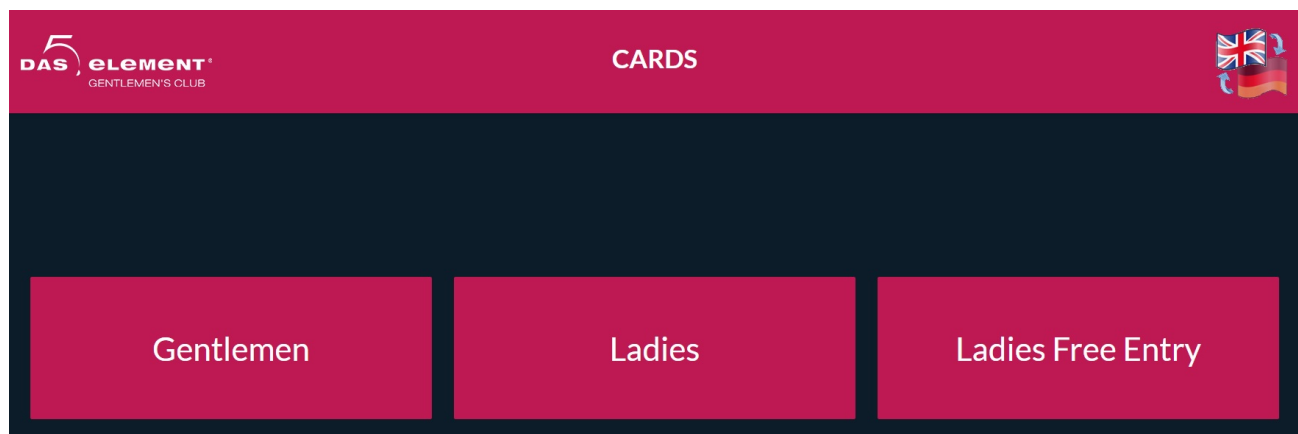 DAS 5. eLEMENT®
GENTLEMEN'S CLUB
CARDS
Gentlemen
Ladies
Ladies Free Entry